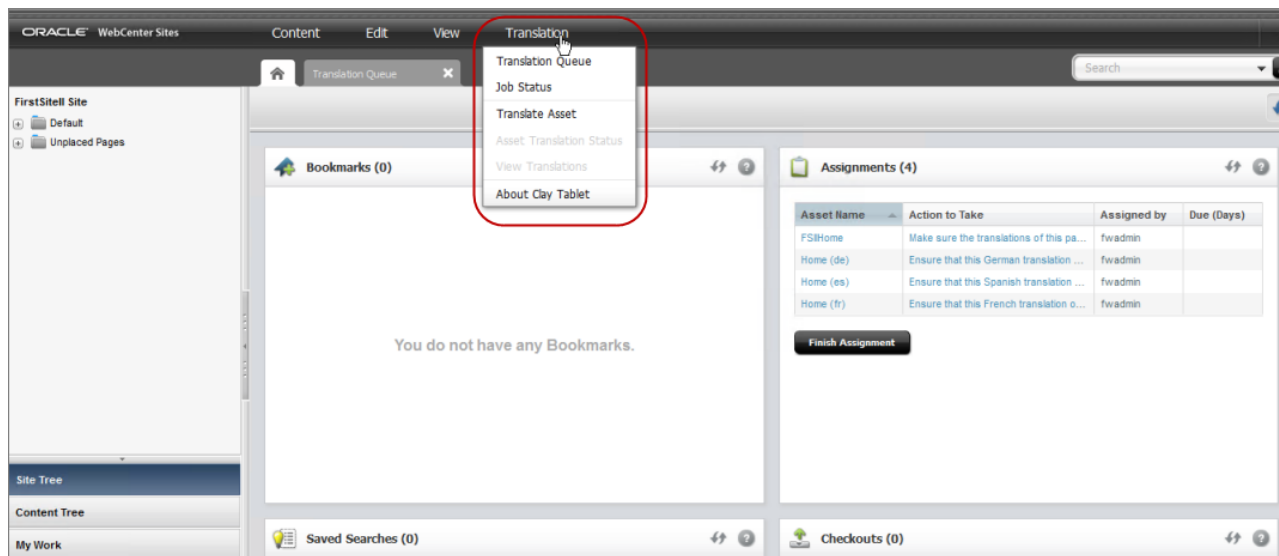 ORACLE WebCenter Sites
Content Edit View Translation
Translation Queue
Search
Translation Queue
Job Status
Translate Asset
Asset Translation Status
View Translations
About Clay Tablet
FirstSiteII Site
Default
Unplaced Pages
Bookmarks (0)
You do not have any Bookmarks.
Assignments (4)
Asset Name Action to Take Assigned by Due (Days)
FSIIHome Make sure the translations of this pa... fwadmin
Home (de) Ensure that this German translation ... fwadmin
Home (es) Ensure that this Spanish translation ... fwadmin
Home (fr) Ensure that this French translation o... fwadmin
Finish Assignment
Site Tree
Content Tree
My Work
Saved Searches (0)
Checkouts (0)